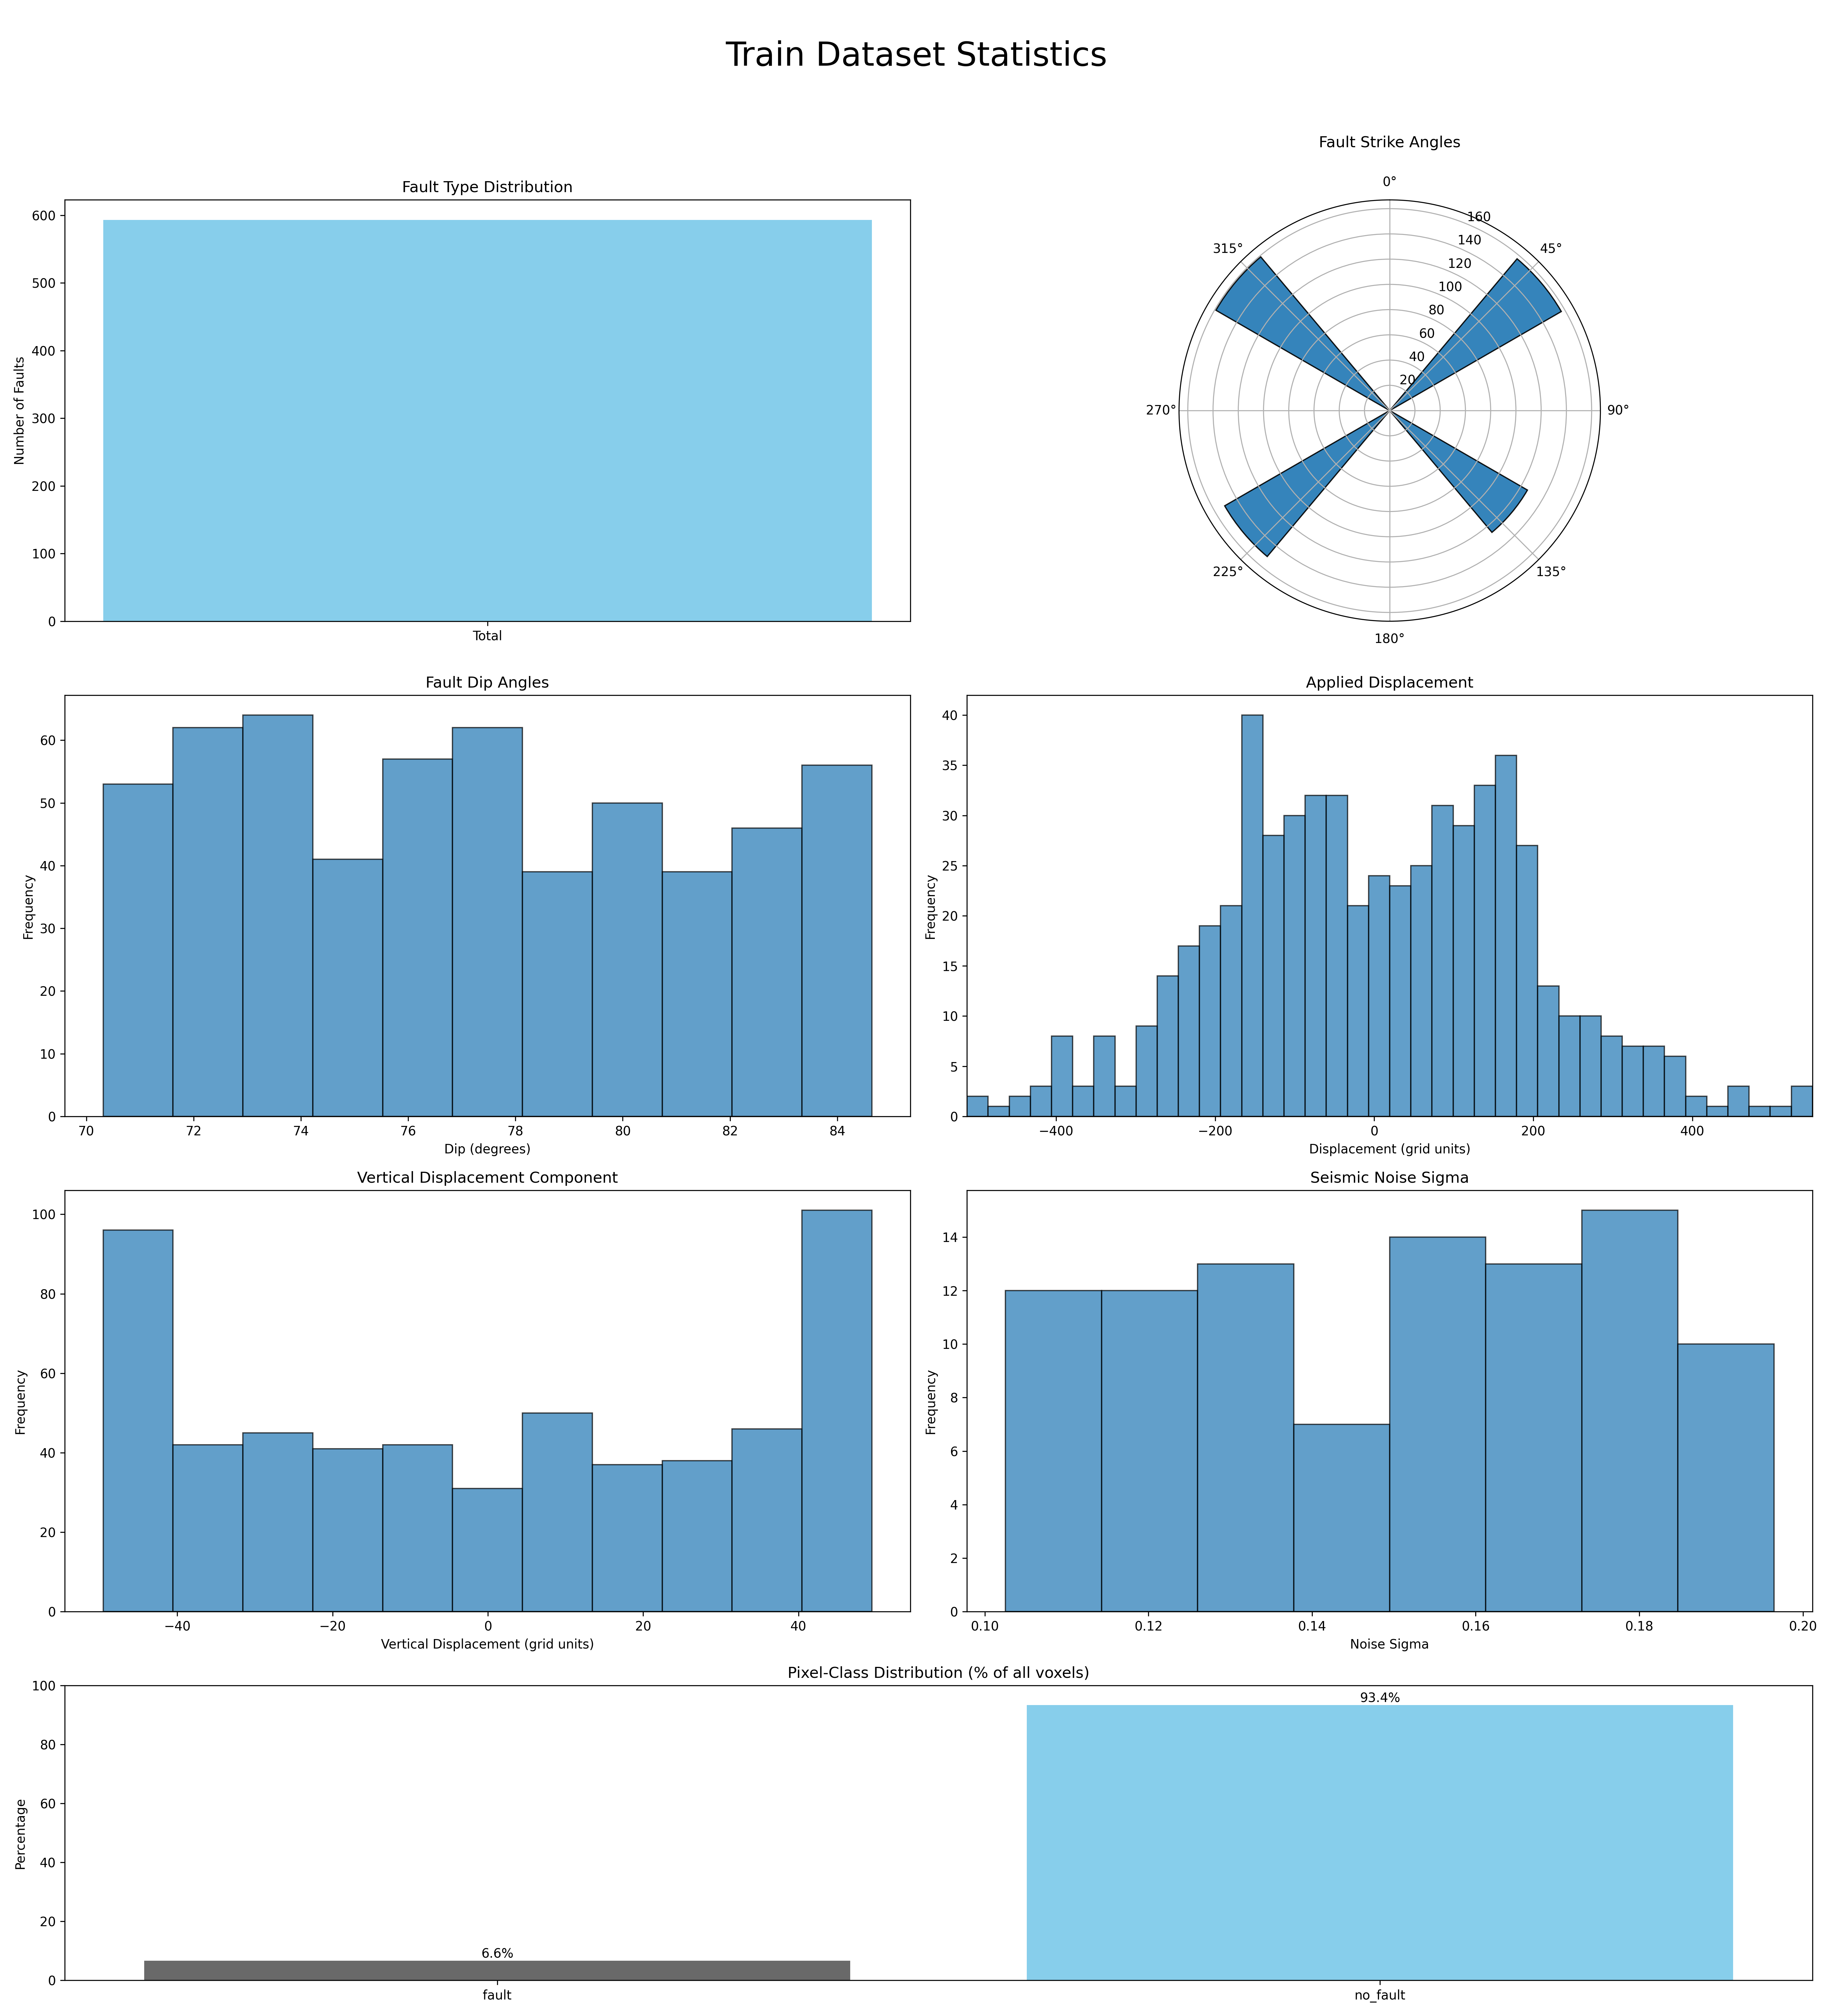 Train Dataset Statistics
Fault Type Distribution
600
500
400
300
200
100
0
Number of Faults
Total
Fault Strike Angles
0°
45°
90°
135°
180°
225°
270°
315°
160
140
120
100
80
60
40
20
Fault Dip Angles
60
50
40
30
20
10
0
Frequency
70 72 74 76 78 80 82 84
Dip (degrees)
Applied Displacement
40
35
30
25
20
15
10
5
0
Frequency
−400 −200 0 200 400
Displacement (grid units)
Vertical Displacement Component
100
80
60
40
20
0
Frequency
−40 −20 0 20 40
Vertical Displacement (grid units)
Seismic Noise Sigma
14
12
10
8
6
4
2
0
Frequency
0.10 0.12 0.14 0.16 0.18 0.20
Noise Sigma
Pixel-Class Distribution (% of all voxels)
100
80
60
40
20
0
Percentage
6.6%
93.4%
fault no_fault